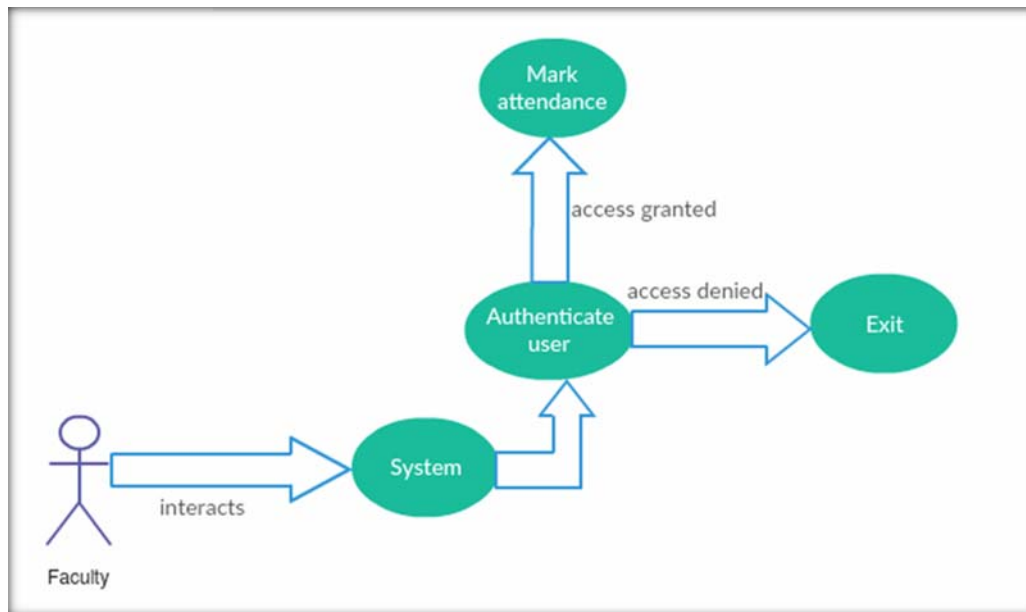 Mark
attendance
access granted
access denied
Authenticate
user
Exit
System
interacts
Faculty